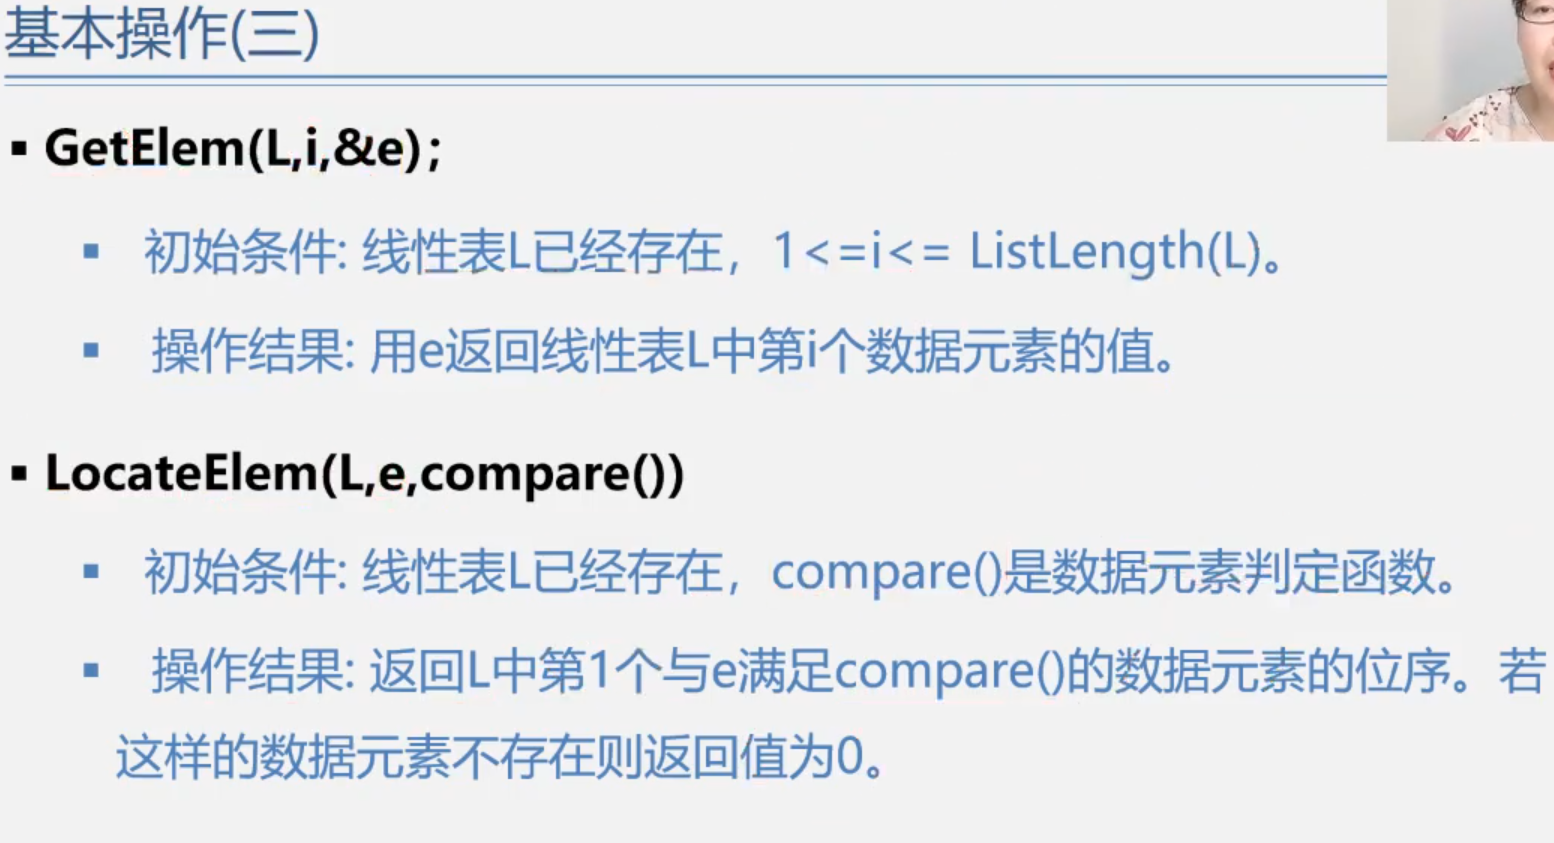 基本操作(三)
▪ GetElem(L,i,&e);
▪ 初始条件: 线性表L已经存在，1<=i<= ListLength(L)。
▪ 操作结果: 用e返回线性表L中第i个数据元素的值。
▪ LocateElem(L,e,compare())
▪ 初始条件: 线性表L已经存在，compare()是数据元素判定函数。
▪ 操作结果: 返回L中第1个与e满足compare()的数据元素的位序。若
这样的数据元素不存在则返回值为0。